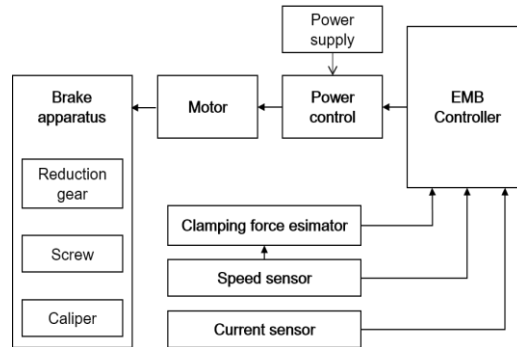 Power
supply
Brake
apparatus
Motor
Power
control
EMB
Controller
Reduction
gear
Clamping force esimator
Screw
Speed sensor
Caliper
Current sensor